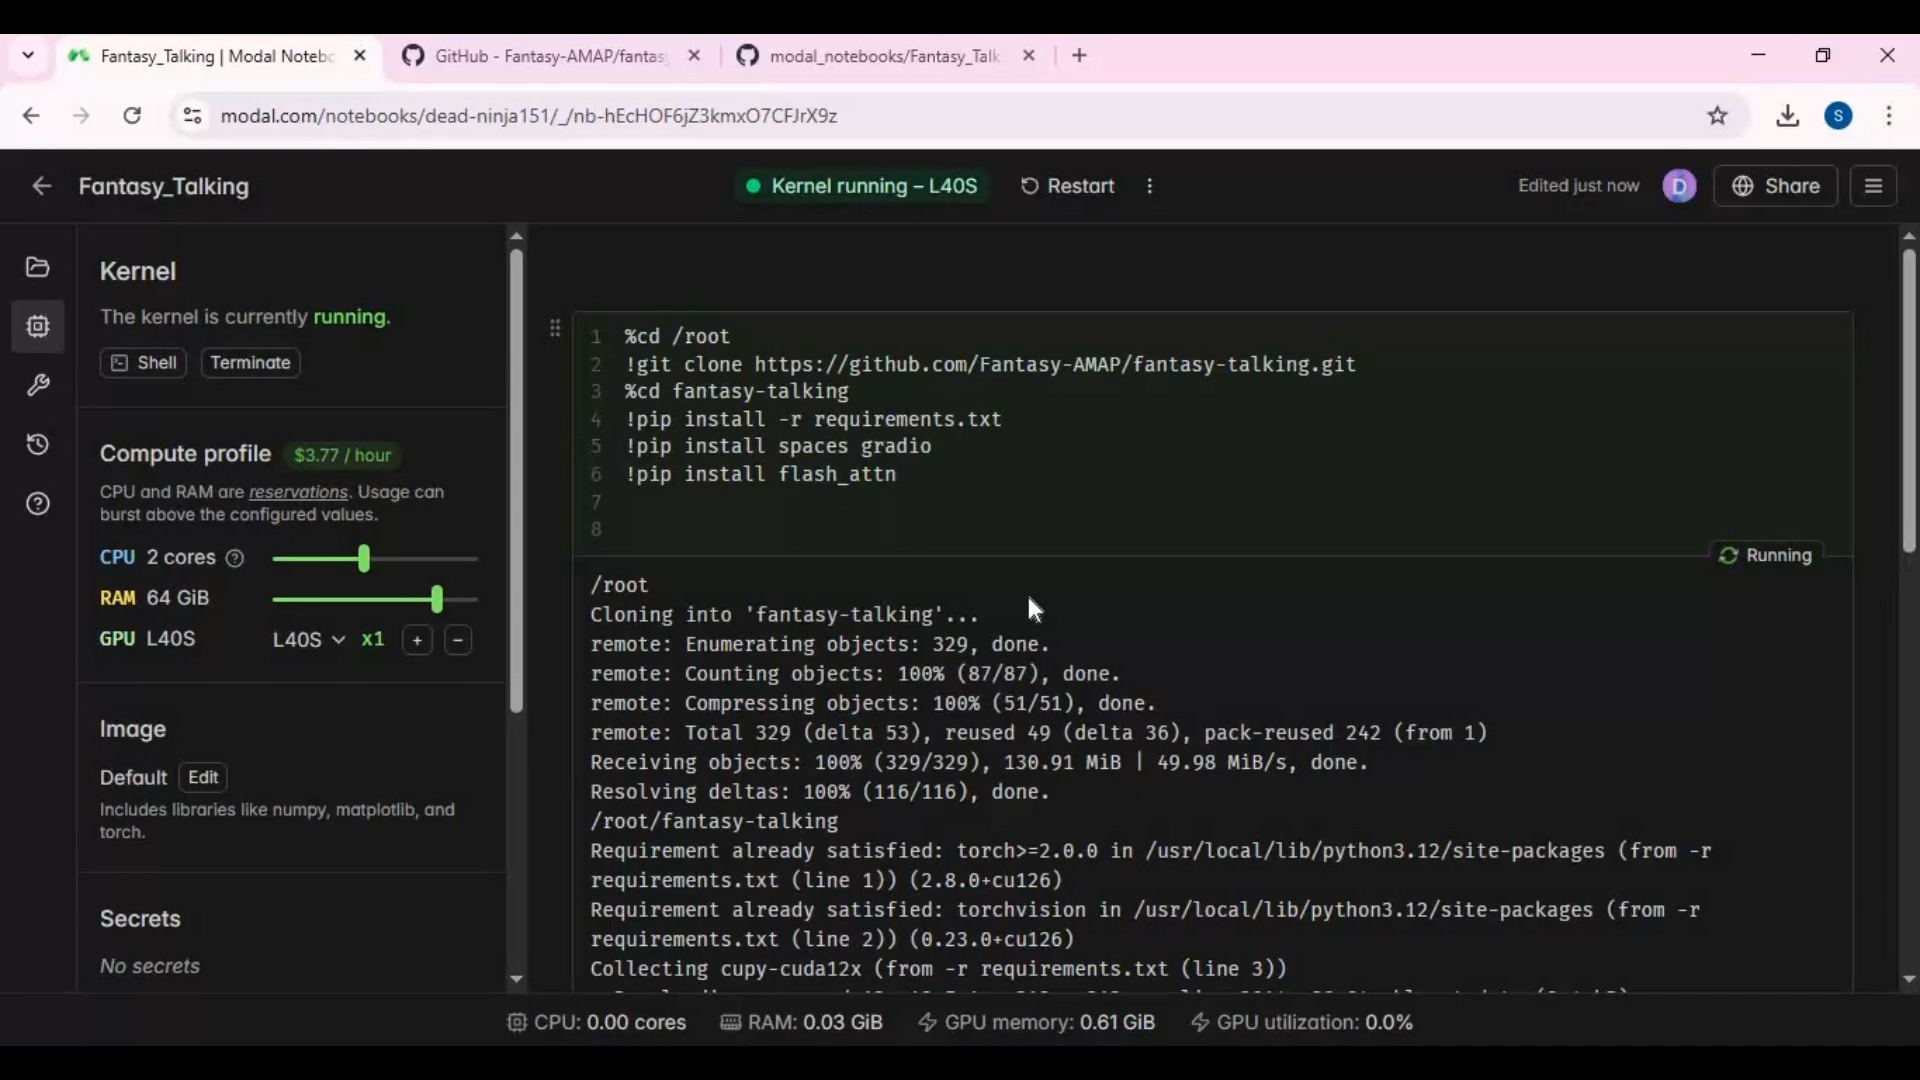 Fantasy_Talking | Modal Notebo
GitHub - Fantasy-AMAP/fantas
modal_notebooks/Fantasy_Talk
modal.com/notebooks/dead-ninja151/_/nb-hEcHOF6jZ3kmxO7CFJrX9z
S
Fantasy_Talking
Kernel running – L40S
Restart
Edited just now
D
Share
Kernel
The kernel is currently running.
Shell
Terminate
Compute profile
$3.77 / hour
CPU and RAM are reservations. Usage can
burst above the configured values.
CPU 2 cores
RAM 64 GiB
GPU L40S
L40S
x1
+
-
Image
Default
Edit
Includes libraries like numpy, matplotlib, and
torch.
Secrets
No secrets
1 %cd /root
2 !git clone https://github.com/Fantasy-AMAP/fantasy-talking.git
3 %cd fantasy-talking
4 !pip install -r requirements.txt
5 !pip install spaces gradio
6 !pip install flash_attn
7
8
Running
/root
Cloning into 'fantasy-talking'...
remote: Enumerating objects: 329, done.
remote: Counting objects: 100% (87/87), done.
remote: Compressing objects: 100% (51/51), done.
remote: Total 329 (delta 53), reused 49 (delta 36), pack-reused 242 (from 1)
Receiving objects: 100% (329/329), 130.91 MiB | 49.98 MiB/s, done.
Resolving deltas: 100% (116/116), done.
/root/fantasy-talking
Requirement already satisfied: torch>=2.0.0 in /usr/local/lib/python3.12/site-packages (from -r
requirements.txt (line 1)) (2.8.0+cu126)
Requirement already satisfied: torchvision in /usr/local/lib/python3.12/site-packages (from -r
requirements.txt (line 2)) (0.23.0+cu126)
Collecting cupy-cuda12x (from -r requirements.txt (line 3))
CPU: 0.00 cores
RAM: 0.03 GiB
GPU memory: 0.61 GiB
GPU utilization: 0.0%